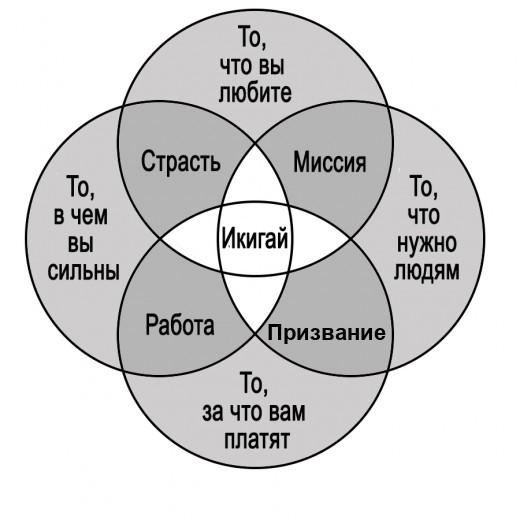 То,
что вы
любите
Страсть
Миссия
То,
в чем
вы
сильны
Икигай
То,
что
нужно
людям
Работа
Призвание
То,
за что вам
платят